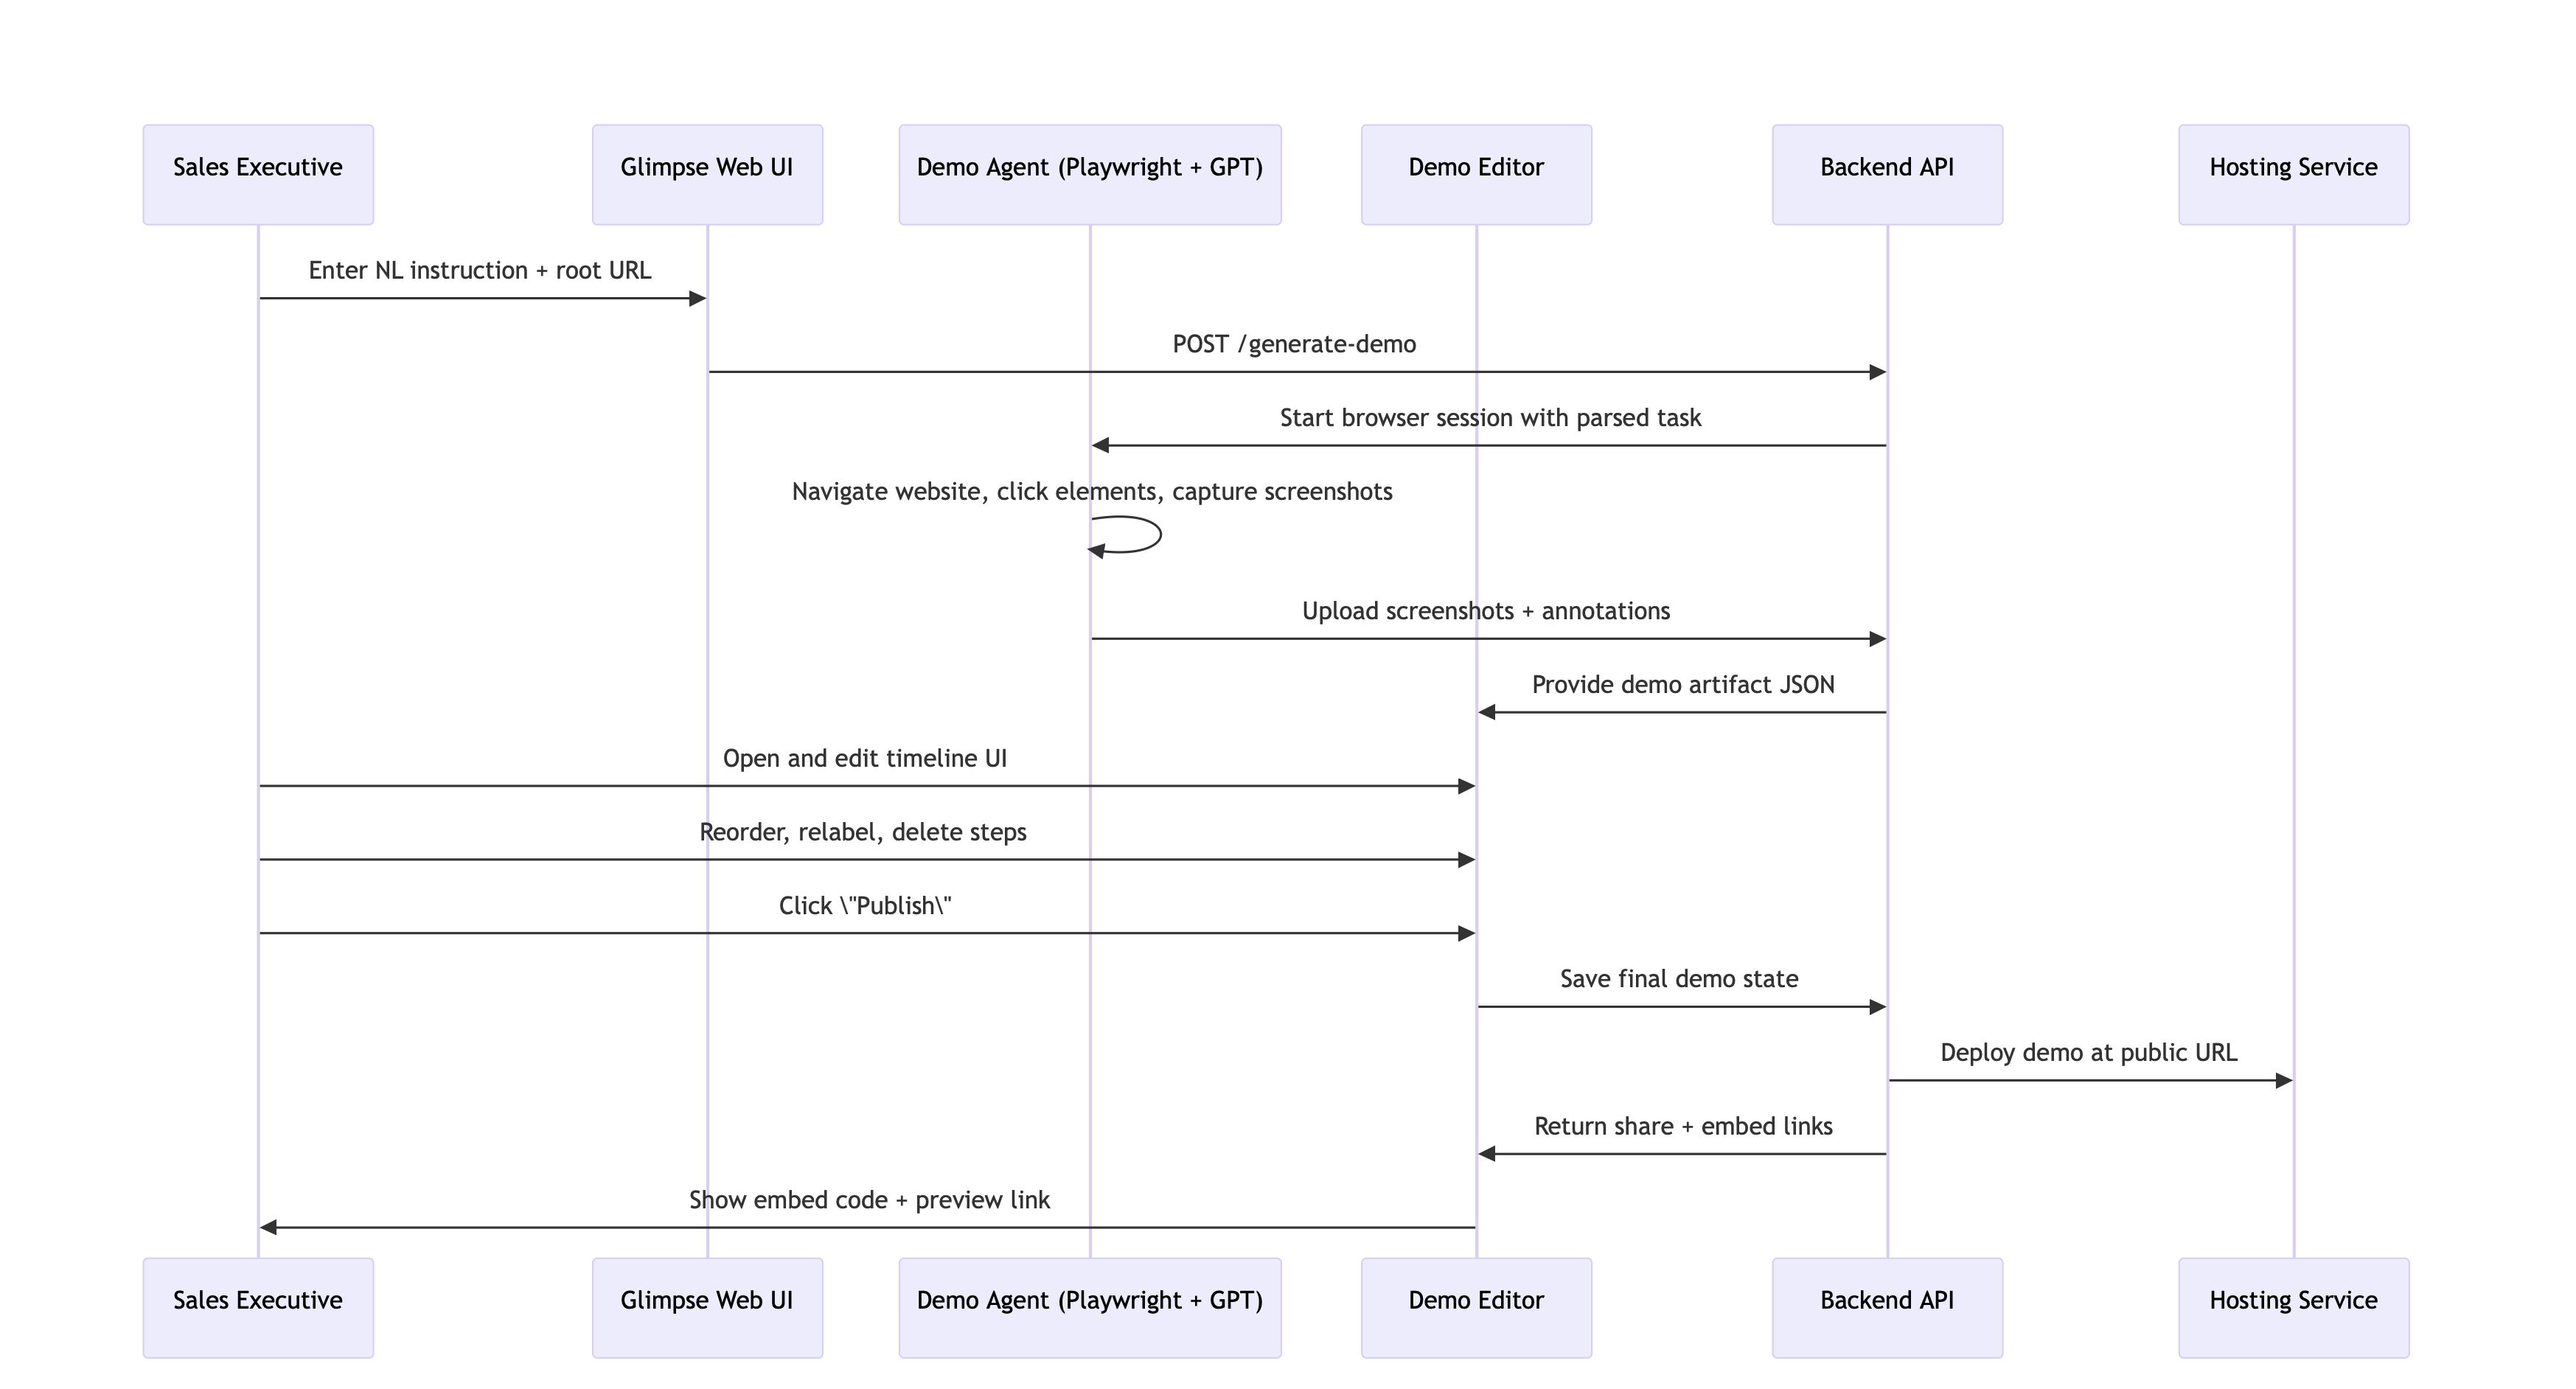 Sales Executive
Glimpse Web UI
Demo Agent (Playwright + GPT)
Demo Editor
Backend API
Hosting Service
Enter NL instruction + root URL
POST /generate-demo
Start browser session with parsed task
Navigate website, click elements, capture screenshots
Upload screenshots + annotations
Provide demo artifact JSON
Open and edit timeline UI
Reorder, relabel, delete steps
Click \"Publish\"
Save final demo state
Deploy demo at public URL
Return share + embed links
Show embed code + preview link
Sales Executive
Glimpse Web UI
Demo Agent (Playwright + GPT)
Demo Editor
Backend API
Hosting Service